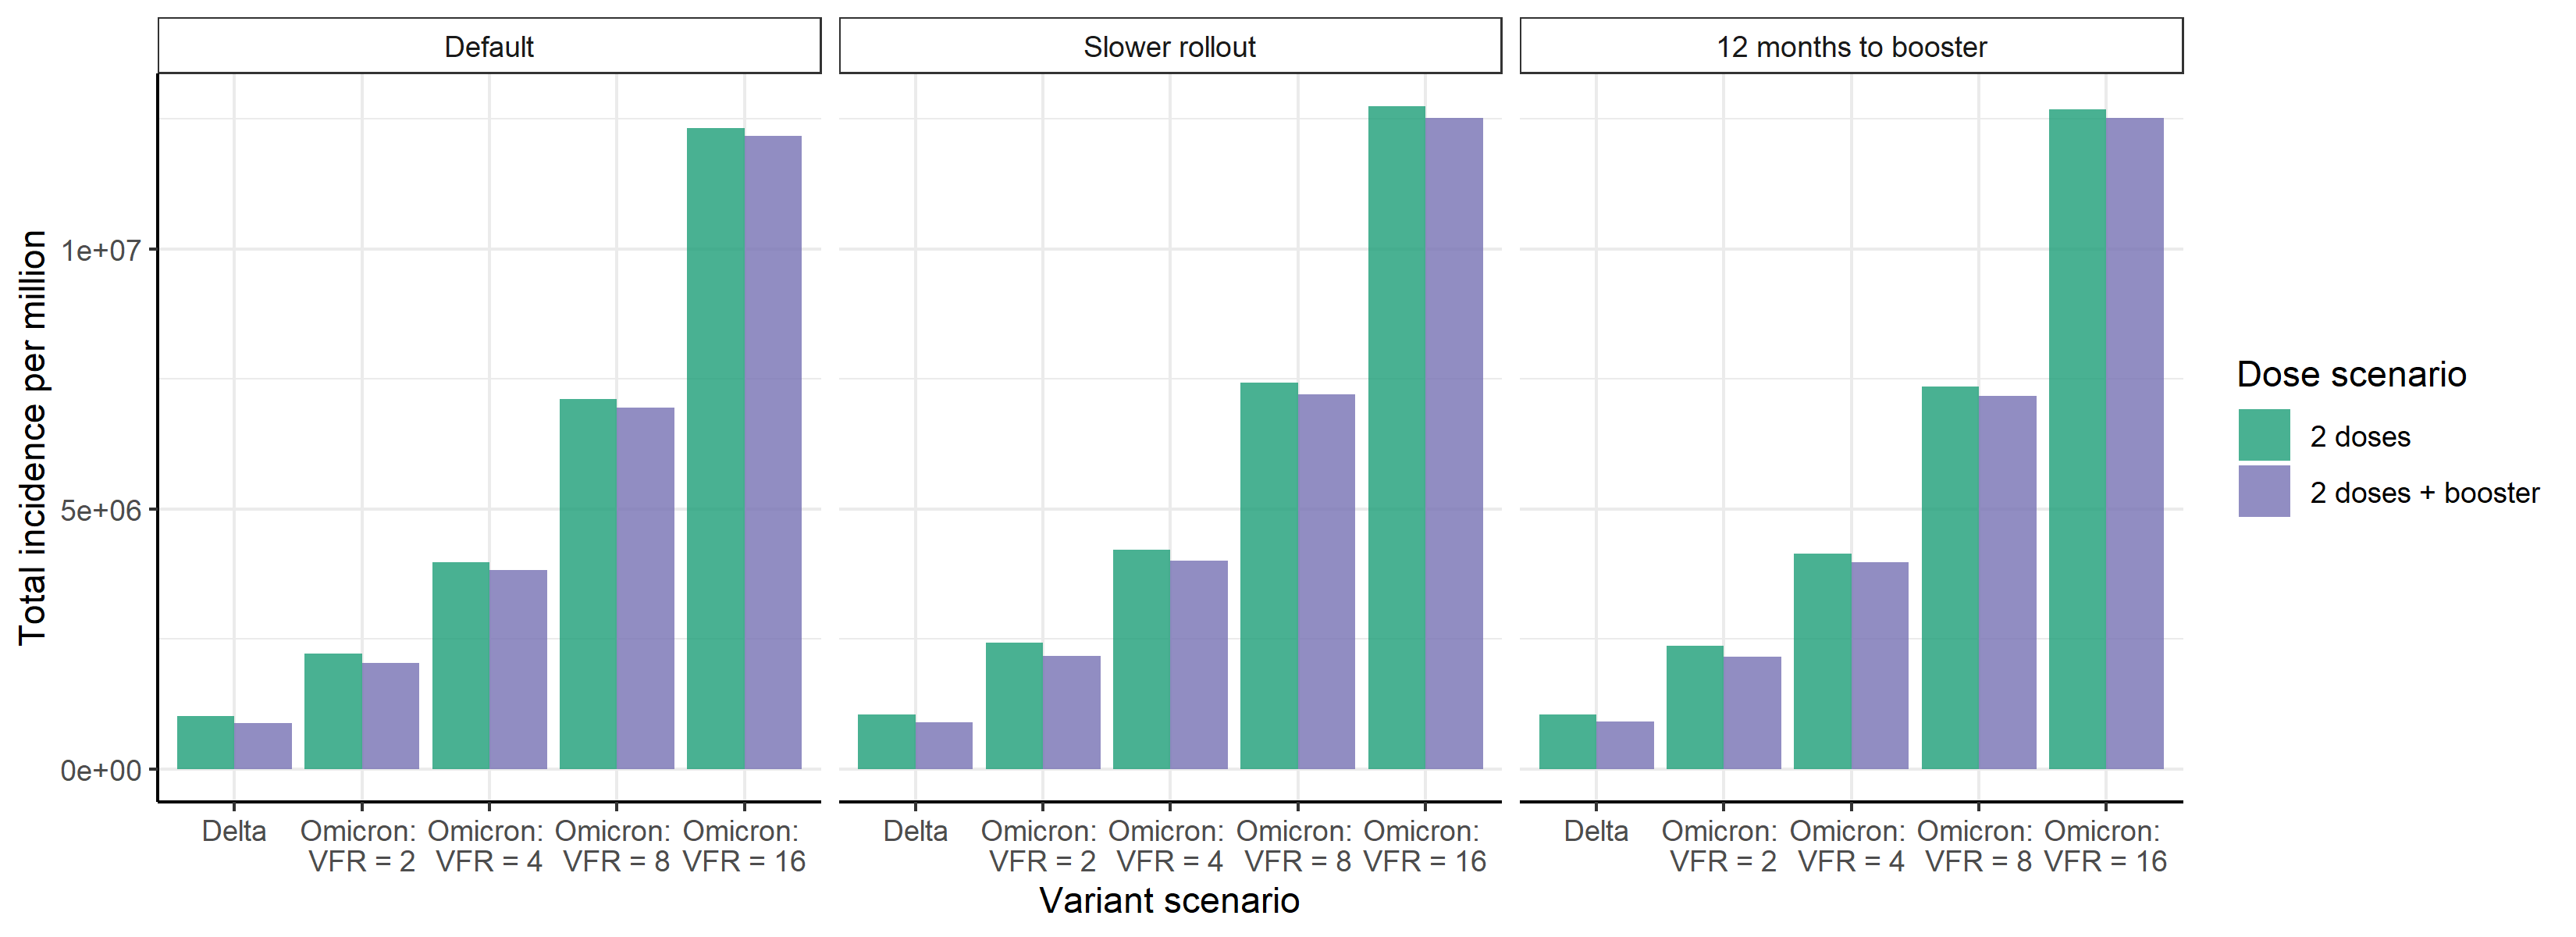 Default
Slower rollout
12 months to booster
Total incidence per million
1e+07
5e+06
0e+00
Delta
Omicron:
VFR = 2
Omicron:
VFR = 4
Omicron:
VFR = 8
Omicron:
VFR = 16
Delta
Omicron:
VFR = 2
Omicron:
VFR = 4
Omicron:
VFR = 8
Omicron:
VFR = 16
Delta
Omicron:
VFR = 2
Omicron:
VFR = 4
Omicron:
VFR = 8
Omicron:
VFR = 16
Variant scenario
Dose scenario
2 doses
2 doses + booster